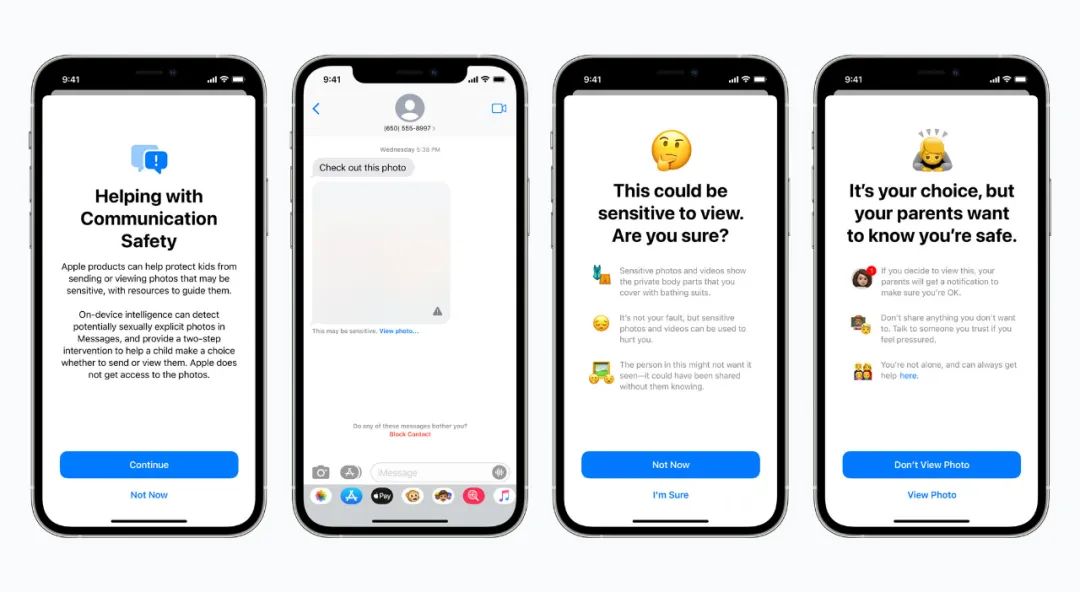 9:41
Helping with
Communication
Safety
Apple products can help protect kids from
sending or viewing photos that may be
sensitive, with resources to guide them.
On-device intelligence can detect
potentially sexually explicit photos in
Messages, and provide a two-step
intervention to help a child make a choice
whether to send or view them. Apple does
not get access to the photos.
Continue
Not Now
9:41
(650) 555-8997 ›
Wednesday 5:38 PM
Check out this photo
This may be sensitive. View photo...
Do any of these messages bother you?
Block Contact
iMessage
Pay
9:41
This could be
sensitive to view.
Are you sure?
Sensitive photos and videos show
the private body parts that you
cover with bathing suits.
It's not your fault, but sensitive
photos and videos can be used to
hurt you.
The person in this might not want it
seen—it could have been shared
without them knowing.
Not Now
I'm Sure
9:41
It's your choice, but
your parents want
to know you're safe.
If you decide to view this, your
parents will get a notification to
make sure you're OK.
Don't share anything you don't want
to. Talk to someone you trust if you
feel pressured.
You're not alone, and can always get
help here.
Don't View Photo
View Photo